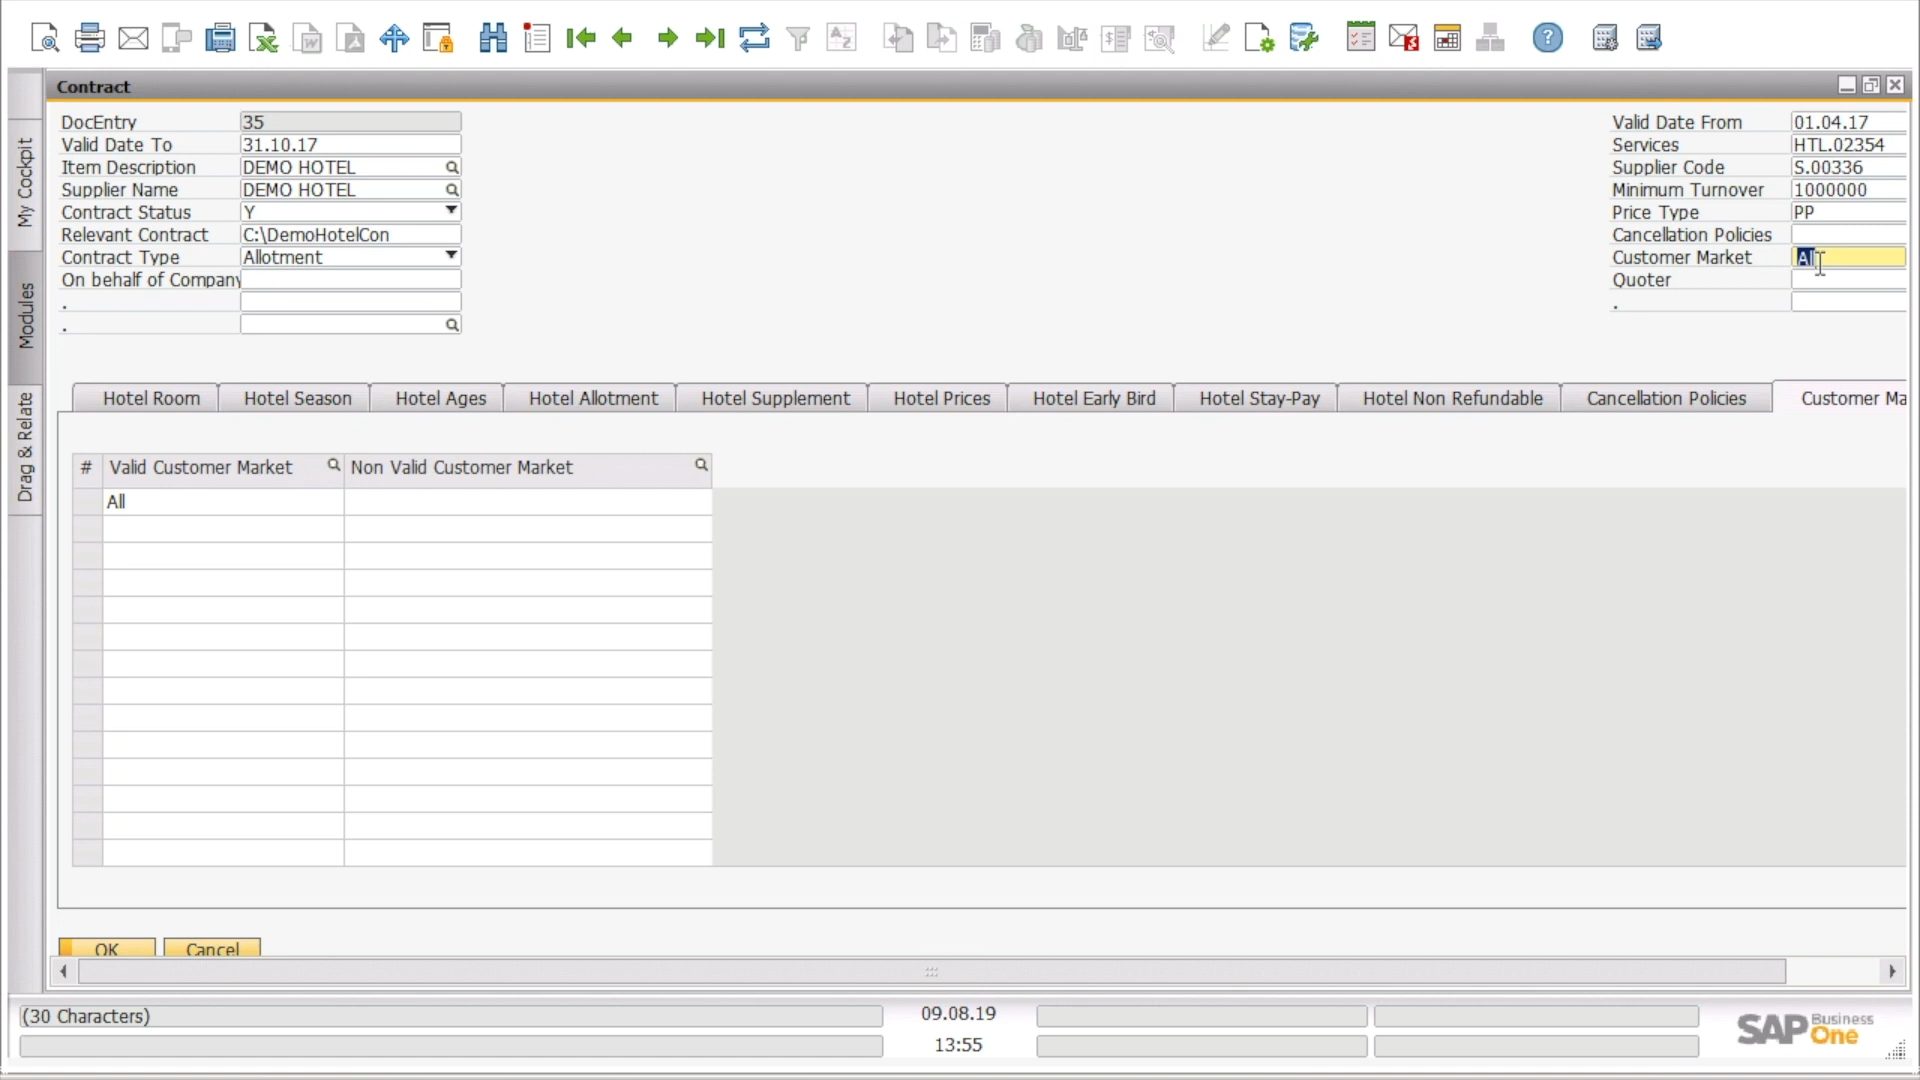 Contract
DocEntry 35
Valid Date To 31.10.17
Item Description DEMO HOTEL
Supplier Name DEMO HOTEL
Contract Status Y
Relevant Contract C:\DemoHotelCon
Contract Type Allotment
On behalf of Company
.
.
Valid Date From 01.04.17
Services HTL.02354
Supplier Code S.00336
Minimum Turnover 1000000
Price Type PP
Cancellation Policies
Customer Market All
Quoter
.
My Cockpit
Modules
Drag & Relate
Hotel Room Hotel Season Hotel Ages Hotel Allotment Hotel Supplement Hotel Prices Hotel Early Bird Hotel Stay-Pay Hotel Non Refundable Cancellation Policies Customer Ma
# Valid Customer Market Non Valid Customer Market
All
OK Cancel
(30 Characters) 09.08.19
13:55
SAP Business One